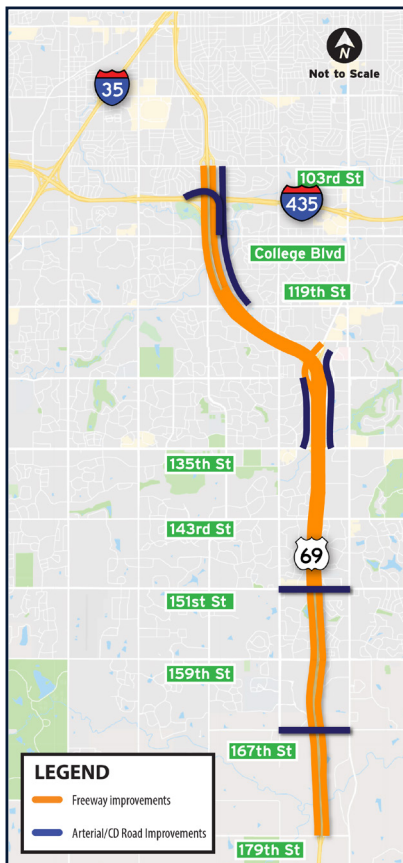 N
Not to Scale
35
103rd St
435
College Blvd
119th St
135th St
143rd St
69
151st St
159th St
167th St
LEGEND
Freeway improvements
Arterial/CD Road Improvements
179th St